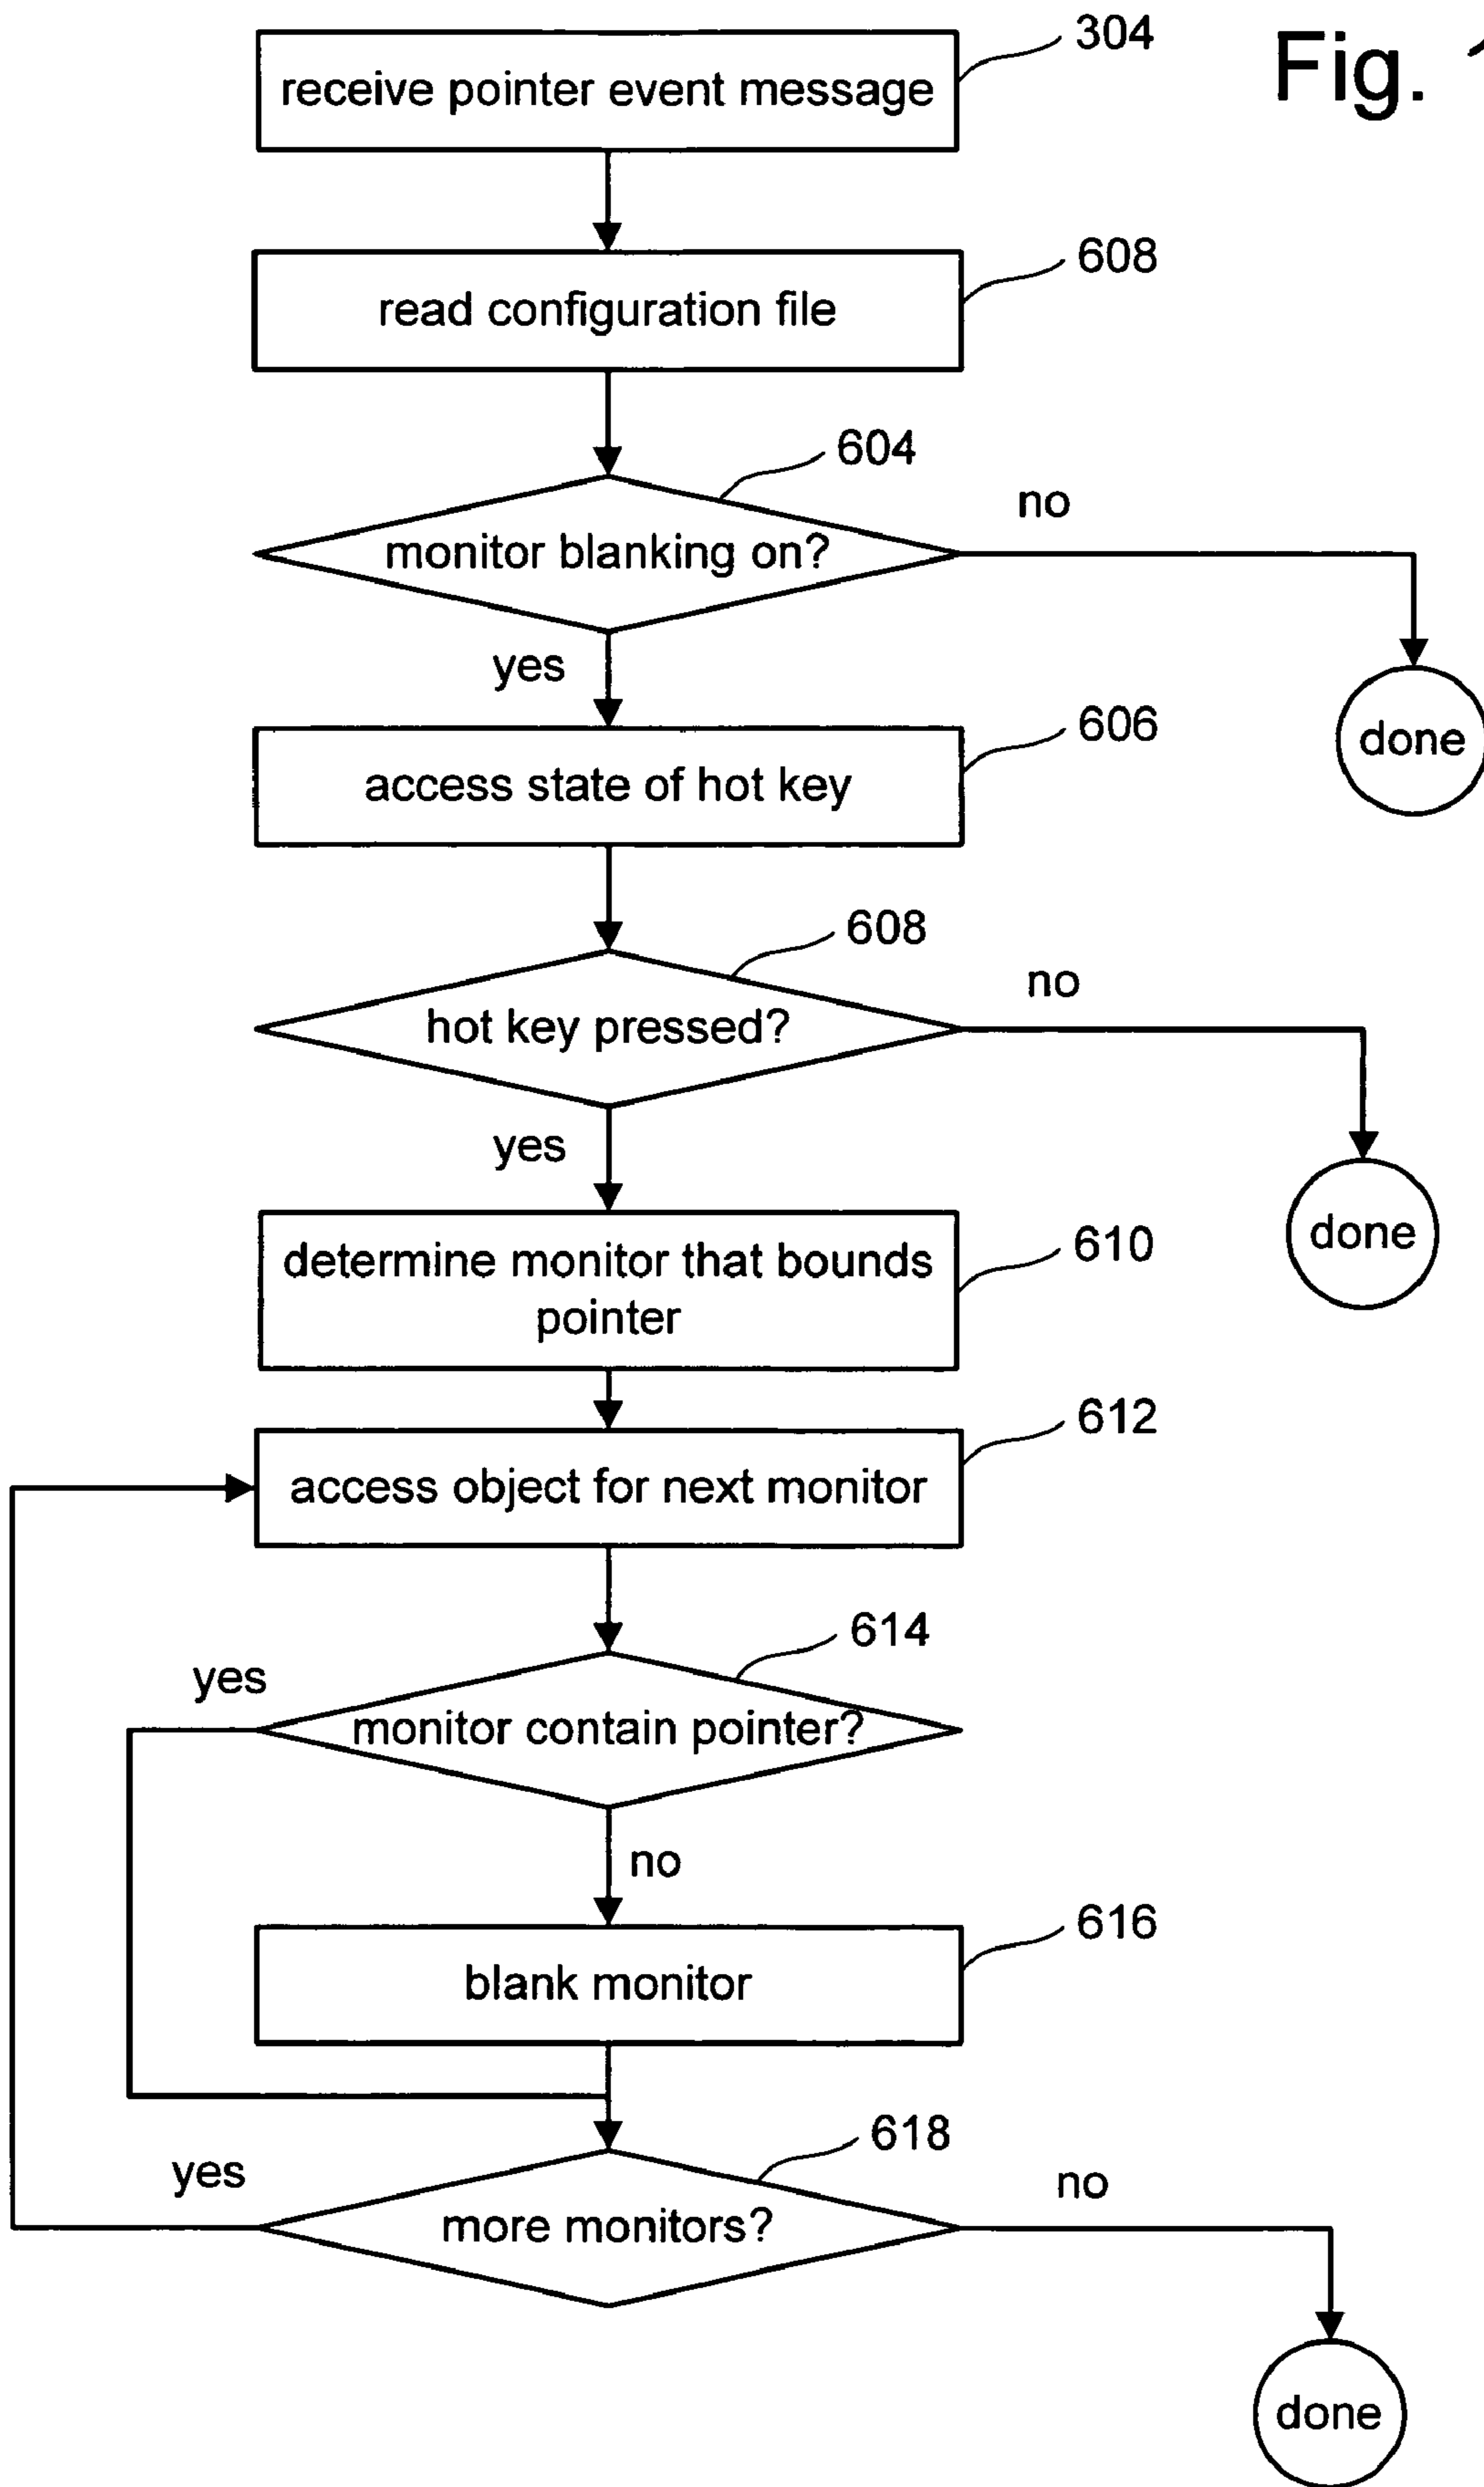 304
Fig. 1
receive pointer event message
608
read configuration file
604
no
monitor blanking on?
yes
606
done
access state of hot key
608
no
hot key pressed?
yes
610
done
determine monitor that bounds
pointer
612
access object for next monitor
614
yes
monitor contain pointer?
no
616
blank monitor
618
yes
no
more monitors?
done